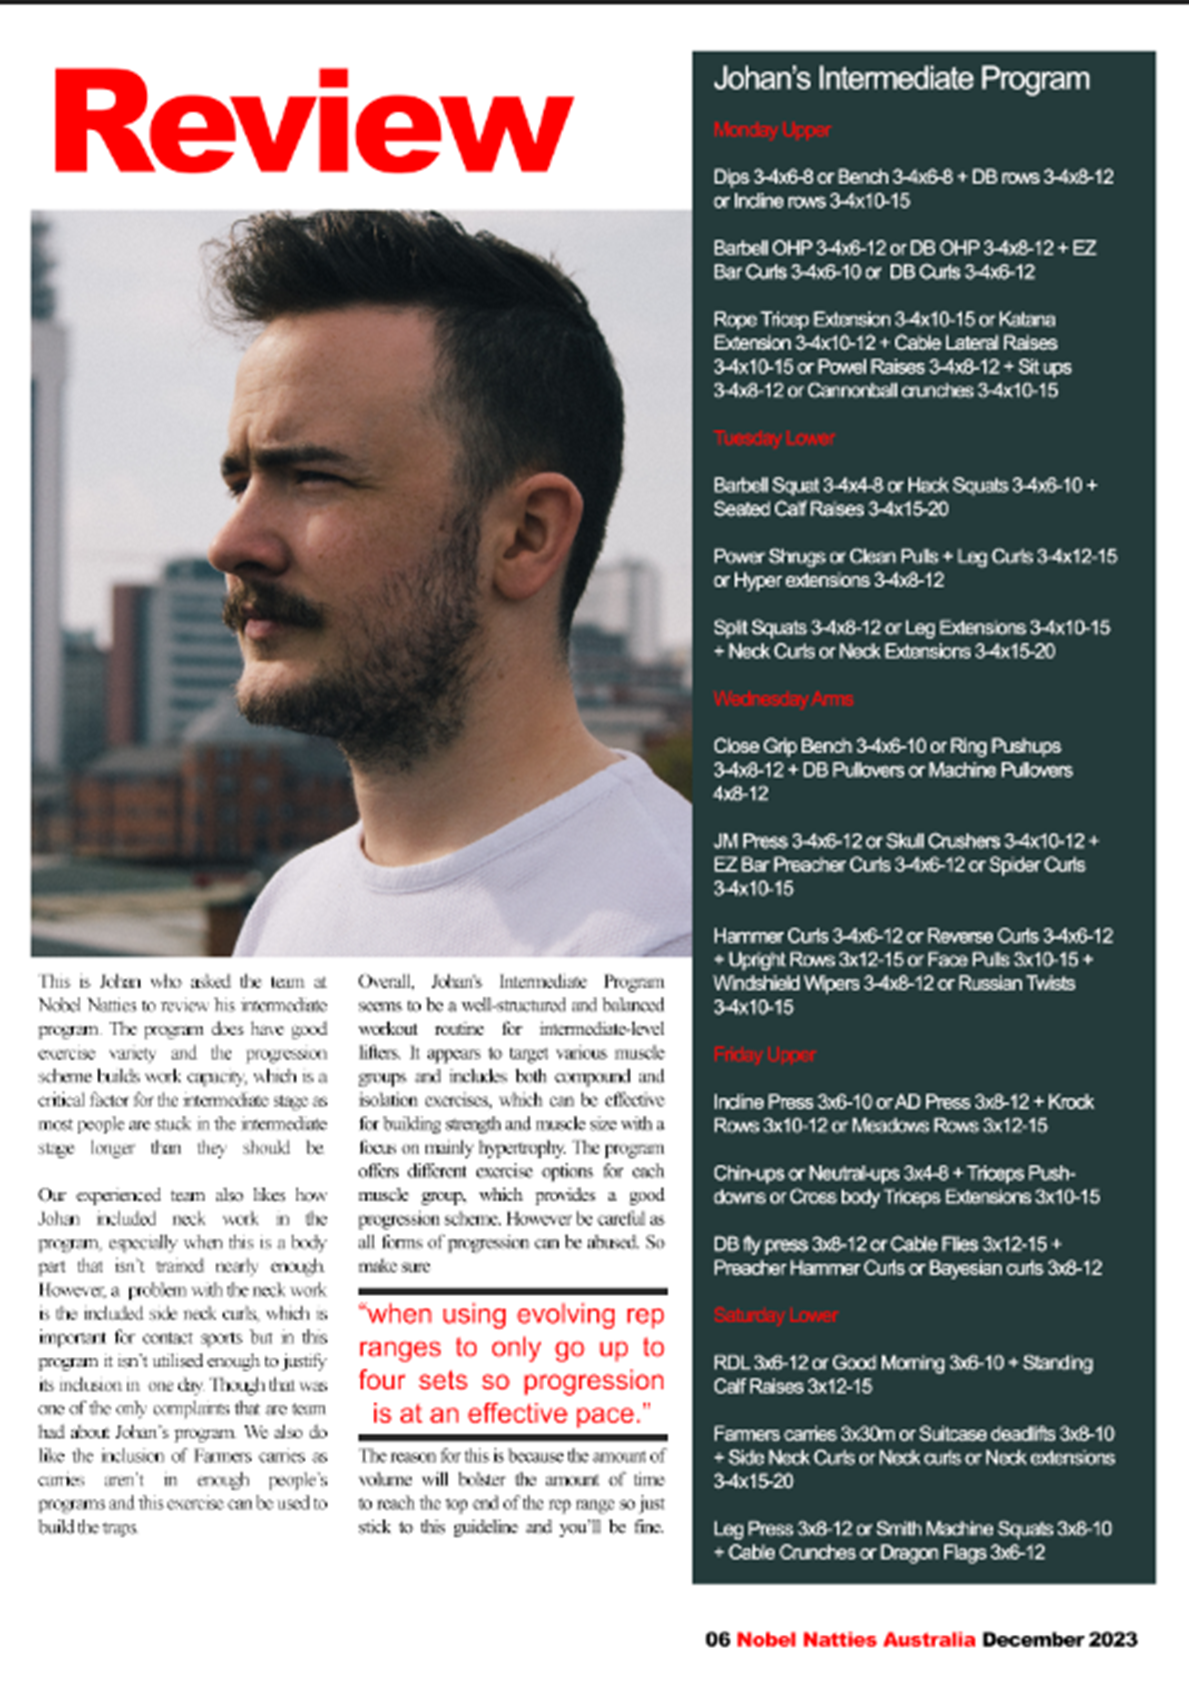 Review
This is Johan who asked the team at
Nobel Natties to review his intermediate
program. The program does have good
exercise variety and the progression
scheme builds work capacity, which is a
critical factor for the intermediate stage as
most people are stuck in the intermediate
stage longer than they should be.
Our experienced team also likes how
Johan included neck work in the
program, especially when this is a body
part that isn't trained nearly enough.
However, a problem with the neck work
is the included side neck curls, which is
important for contact sports but in this
program it isn't utilised enough to justify
its inclusion in one day. Though that was
one of the only complaints that are team
had about Johan's program. We also do
like the inclusion of Farmers carries as
carries aren't in enough people's
programs and this exercise can be used to
build the traps.
Overall, Johan's Intermediate Program
seems to be a well-structured and balanced
workout routine for intermediate-level
lifters. It appears to target various muscle
groups and includes both compound and
isolation exercises, which can be effective
for building strength and muscle size with a
focus on mainly hypertrophy. The program
offers different exercise options for each
muscle group, which provides a good
progression scheme. However be careful as
all forms of progression can be abused. So
make sure
"when using evolving rep
ranges to only go up to
four sets so progression
is at an effective pace."
The reason for this is because the amount of
volume will bolster the amount of time
to reach the top end of the rep range so just
stick to this guideline and you'll be fine.
Johan's Intermediate Program
Monday Upper
Dips 3-4x6-8 or Bench 3-4x6-8 + DB rows 3-4x8-12
or Incline rows 3-4x10-15
Barbell OHP 3-4x6-12 or DB OHP 3-4x8-12 + EZ
Bar Curls 3-4x6-10 or DB Curls 3-4x6-12
Rope Tricep Extension 3-4x10-15 or Katana
Extension 3-4x10-12 + Cable Lateral Raises
3-4x10-15 or Powel Raises 3-4x8-12 + Sit ups
3-4x8-12 or Cannonball crunches 3-4x10-15
Tuesday Lower
Barbell Squat 3-4x4-8 or Hack Squats 3-4x6-10 +
Seated Calf Raises 3-4x15-20
Power Shrugs or Clean Pulls + Leg Curls 3-4x12-15
or Hyper extensions 3-4x8-12
Split Squats 3-4x8-12 or Leg Extensions 3-4x10-15
+ Neck Curls or Neck Extensions 3-4x15-20
Wednesday Arms
Close Grip Bench 3-4x6-10 or Ring Pushups
3-4x8-12 + DB Pullovers or Machine Pullovers
4x8-12
JM Press 3-4x6-12 or Skull Crushers 3-4x10-12 +
EZ Bar Preacher Curls 3-4x6-12 or Spider Curls
3-4x10-15
Hammer Curls 3-4x6-12 or Reverse Curls 3-4x6-12
+ Upright Rows 3x12-15 or Face Pulls 3x10-15 +
Windshield Wipers 3-4x8-12 or Russian Twists
3-4x10-15
Friday Upper
Incline Press 3x6-10 or AD Press 3x8-12 + Krock
Rows 3x10-12 or Meadows Rows 3x12-15
Chin-ups or Neutral-ups 3x4-8 + Triceps Push-
downs or Cross body Triceps Extensions 3x10-15
DB fly press 3x8-12 or Cable Flies 3x12-15 +
Preacher Hammer Curls or Bayesian curls 3x8-12
Saturday Lower
RDL 3x6-12 or Good Morning 3x6-10 + Standing
Calf Raises 3x12-15
Farmers carries 3x30m or Suitcase deadlifts 3x8-10
+ Side Neck Curls or Neck curls or Neck extensions
3-4x15-20
Leg Press 3x8-12 or Smith Machine Squats 3x8-10
+ Cable Crunches or Dragon Flags 3x6-12
06 Nobel Natties Australia December 2023